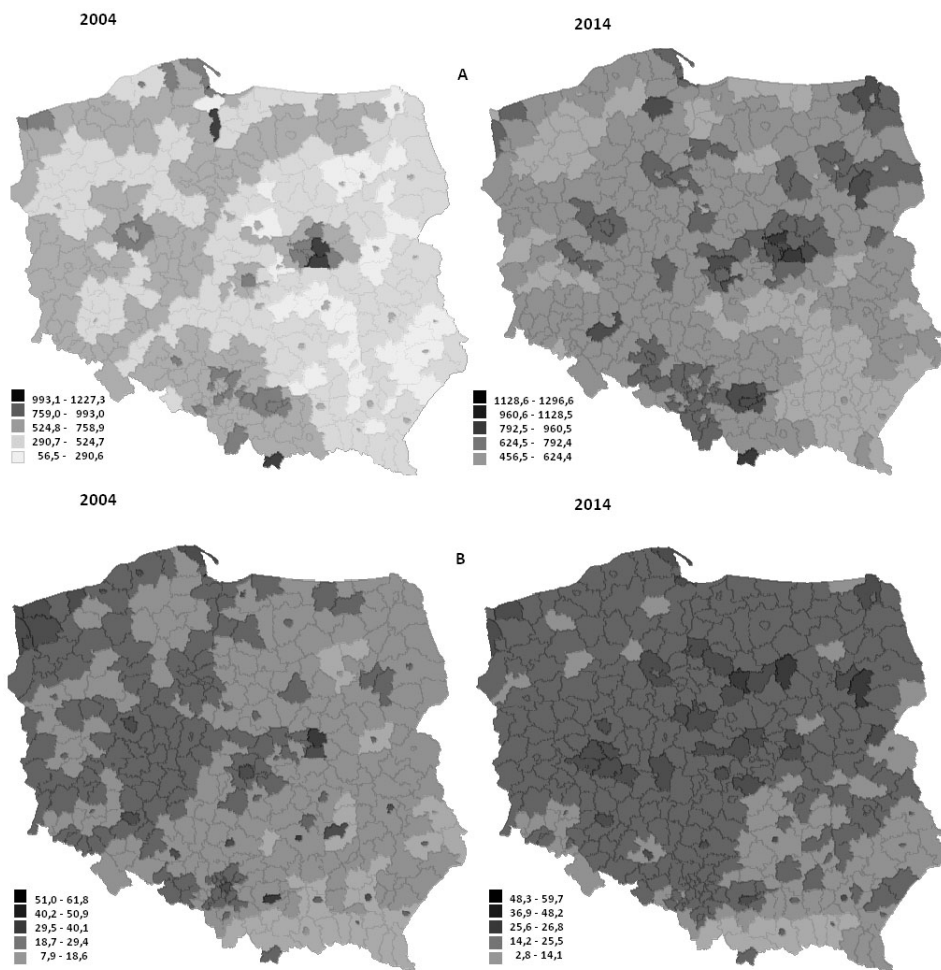 2004
2014
A
993,1 - 1227,3
759,0 - 993,0
524,8 - 758,9
290,7 - 524,7
56,5 - 290,6
1128,6 - 1296,6
960,6 - 1128,5
792,5 - 960,5
624,5 - 792,4
456,5 - 624,4
2004
2014
B
51,0 - 61,8
40,2 - 50,9
29,5 - 40,1
18,7 - 29,4
7,9 - 18,6
48,3 - 59,7
36,9 - 48,2
25,6 - 26,8
14,2 - 25,5
2,8 - 14,1